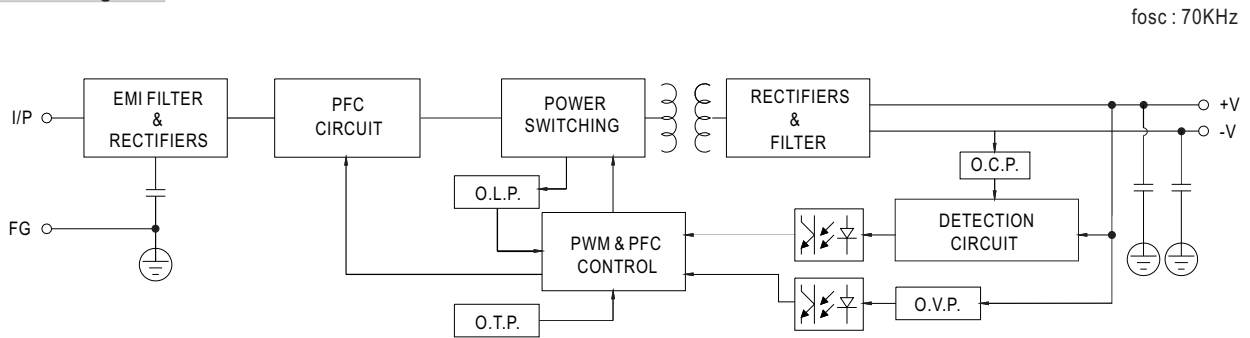 fosc : 70KHz
I/P
EMI FILTER
&
RECTIFIERS
PFC
CIRCUIT
POWER
SWITCHING
RECTIFIERS
&
FILTER
+V
-V
O.C.P.
O.L.P.
FG
PWM & PFC
CONTROL
DETECTION
CIRCUIT
O.T.P.
O.V.P.